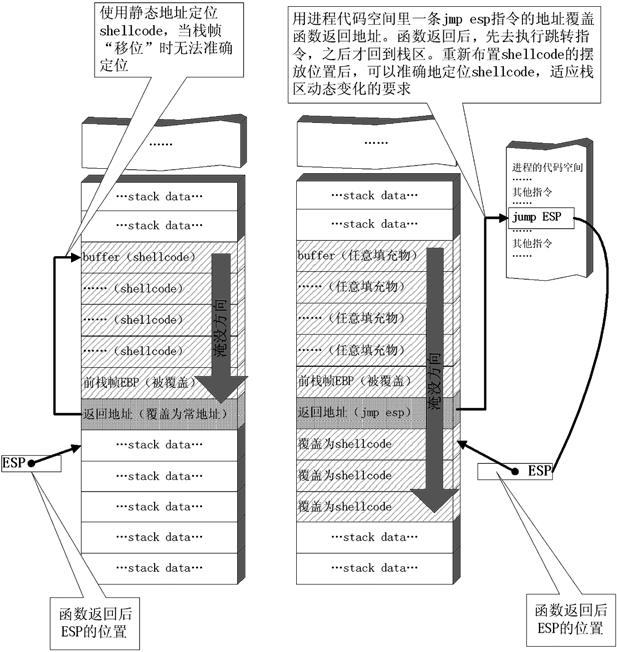 使用静态地址定位
shellcode，当栈帧
“移位”时无法准确
定位
用进程代码空间里一条jmp esp指令的地址覆盖
函数返回地址。函数返回后，先去执行跳转指
令，之后才回到栈区。重新布置shellcode的摆
放位置后，可以准确地定位shellcode，适应栈
区动态变化的要求
……
…stack data…
…stack data…
buffer（shellcode）
……（shellcode）
……（shellcode）
……（shellcode）
前栈帧EBP（被覆盖）
返回地址（覆盖为常地址）
…stack data…
…stack data…
…stack data…
…stack data…
…stack data…
淹没方向
ESP
函数返回后
ESP的位置
……
…stack data…
…stack data…
buffer（任意填充物）
……（任意填充物）
……（任意填充物）
……（任意填充物）
前栈帧EBP（被覆盖）
返回地址（jmp esp）
覆盖为shellcode
覆盖为shellcode
覆盖为shellcode
…stack data…
…stack data…
淹没方向
进程的代码空间
……
其他指令
……
jump ESP
……
其他指令
……
ESP
函数返回后
ESP的位置